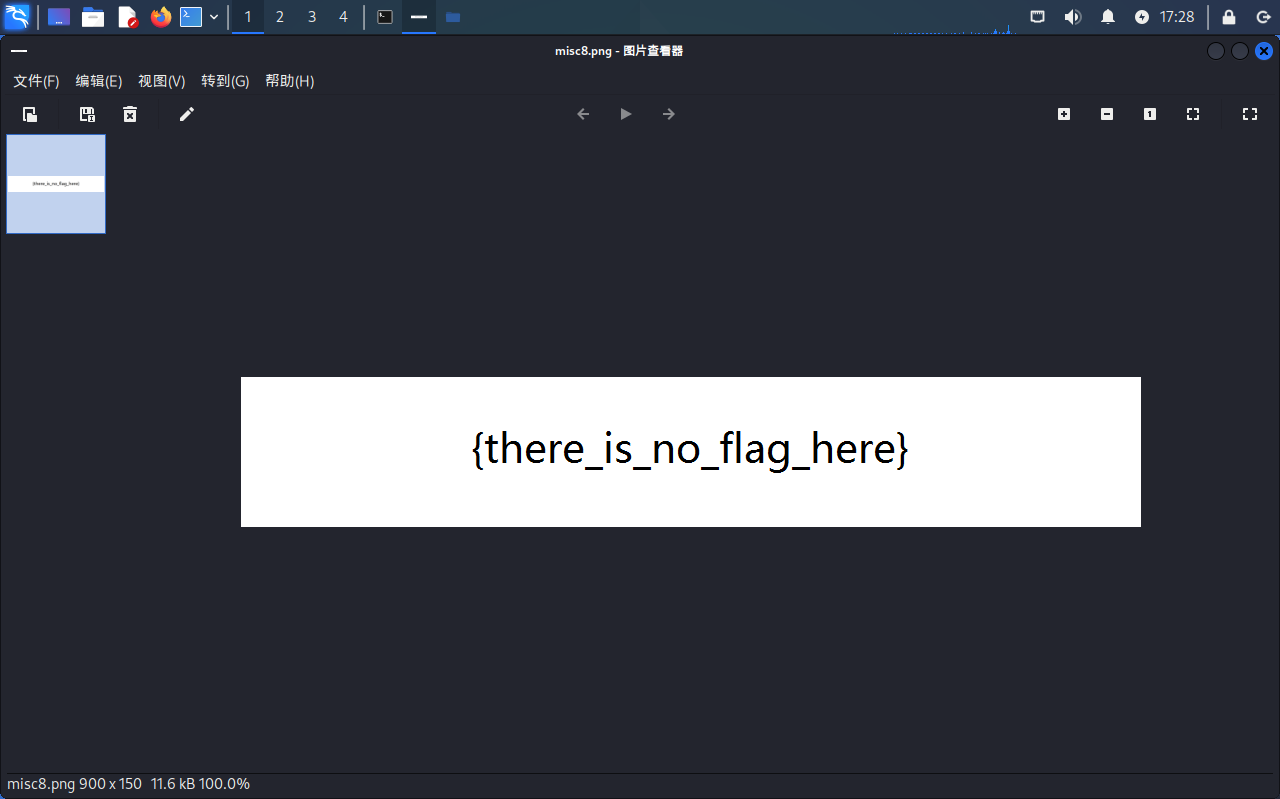 1 2 3 4 17:28
misc8.png - 图片查看器
文件(F) 编辑(E) 视图(V) 转到(G) 帮助(H)
1
{there_is_no_flag_here}
{there_is_no_flag_here}
misc8.png 900 x 150 11.6 kB 100.0%